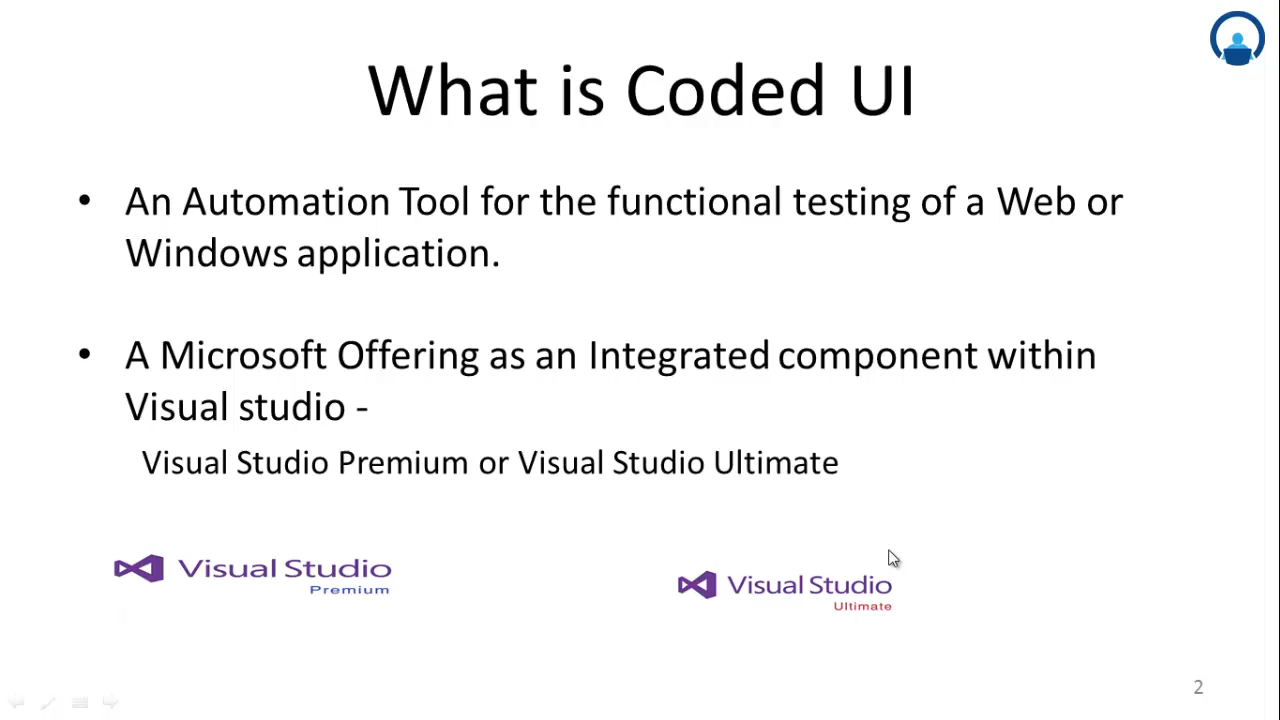 What is Coded UI
• An Automation Tool for the functional testing of a Web or
Windows application.
• A Microsoft Offering as an Integrated component within
Visual studio -
Visual Studio Premium or Visual Studio Ultimate
Visual Studio
Premium
Visual Studio
Ultimate
2